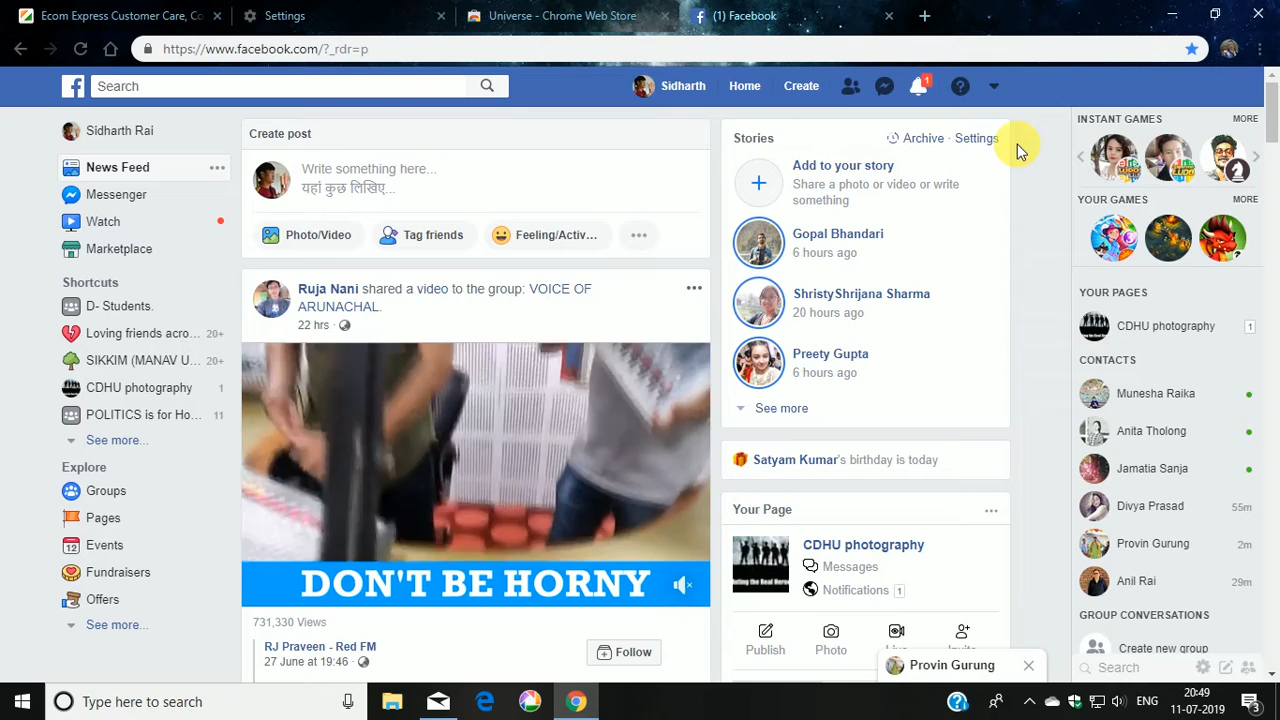 Ecom Express Customer Care, Co
Settings
Universe - Chrome Web Store
(1) Facebook
https://www.facebook.com/?_rdr=p
Search
Sidharth
Home
Create
1
Sidharth Rai
News Feed
Messenger
Watch
Marketplace
Shortcuts
D- Students.
Loving friends acro... 20+
SIKKIM (MANAV U... 20+
CDHU photography 1
POLITICS is for Ho... 11
See more...
Explore
Groups
Pages
12 Events
Fundraisers
Offers
See more...
Create post
Write something here...
यहां कुछ लिखिए...
Photo/Video
Tag friends
Feeling/Activ...
Ruja Nani shared a video to the group: VOICE OF
ARUNACHAL.
22 hrs ·
DON'T BE HORNY
731,330 Views
RJ Praveen - Red FM
27 June at 19:46 ·
Follow
Stories
Archive · Settings
Add to your story
Share a photo or video or write
something
Gopal Bhandari
6 hours ago
ShristyShrijana Sharma
20 hours ago
Preety Gupta
6 hours ago
See more
Satyam Kumar's birthday is today
Your Page
CDHU photography
Messages
Notifications 1
Publish
Photo
Live
Invite
Provin Gurung
INSTANT GAMES
MORE
YOUR GAMES
MORE
YOUR PAGES
CDHU photography 1
CONTACTS
Munesha Raika
Anita Tholong
Jamatia Sanja
Divya Prasad 55m
Provin Gurung 2m
Anil Rai 29m
GROUP CONVERSATIONS
Create new group
Search
Type here to search
ENG
20:49
11-07-2019
3